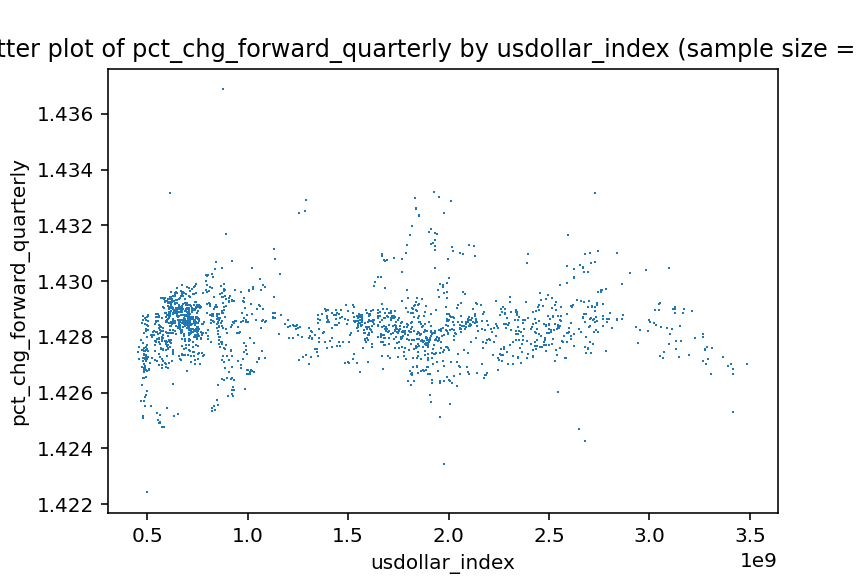 plot of pct_chg_forward_quarterly by usdollar_index (sample size =
1.436
1.434
1.432
1.430
1.428
1.426
1.424
1.422
pct_chg_forward_quarterly
0.5 1.0 1.5 2.0 2.5 3.0 3.5
1e9
usdollar_index